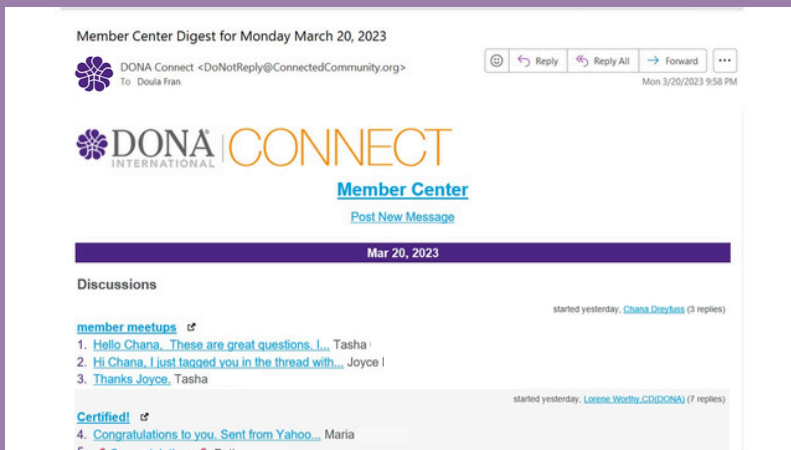 Member Center Digest for Monday March 20, 2023
DONA Connect <DoNotReply@ConnectedCommunity.org>
To Doula Fran
Reply
Reply All
Forward
Mon 3/20/2023 9:58 PM
DONA INTERNATIONAL | CONNECT
Member Center
Post New Message
Mar 20, 2023
Discussions
started yesterday, Chana Dreyfuss (3 replies)
member meetups
1. Hello Chana, These are great questions. I... Tasha
2. Hi Chana, I just tagged you in the thread with... Joyce
3. Thanks Joyce, Tasha
started yesterday, Lorene Worthy,CD(DONA) (7 replies)
Certified!
4. Congratulations to you. Sent from Yahoo... Maria